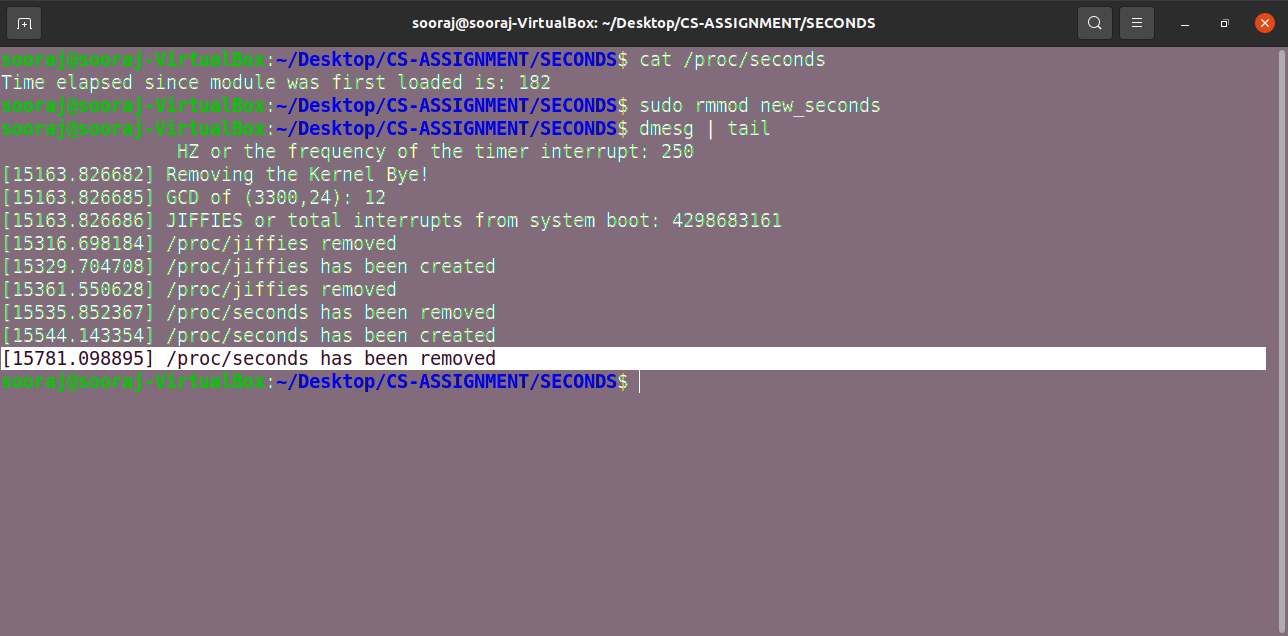 sooraj@sooraj-VirtualBox: ~/Desktop/CS-ASSIGNMENT/SECONDS
sooraj@sooraj-VirtualBox:~/Desktop/CS-ASSIGNMENT/SECONDS$ cat /proc/seconds
Time elapsed since module was first loaded is: 182
sooraj@sooraj-VirtualBox:~/Desktop/CS-ASSIGNMENT/SECONDS$ sudo rmmod new_seconds
sooraj@sooraj-VirtualBox:~/Desktop/CS-ASSIGNMENT/SECONDS$ dmesg | tail
HZ or the frequency of the timer interrupt: 250
[15163.826682] Removing the Kernel Bye!
[15163.826685] GCD of (3300,24): 12
[15163.826686] JIFFIES or total interrupts from system boot: 4298683161
[15316.698184] /proc/jiffies removed
[15329.704708] /proc/jiffies has been created
[15361.550628] /proc/jiffies removed
[15535.852367] /proc/seconds has been removed
[15544.143354] /proc/seconds has been created
[15781.098895] /proc/seconds has been removed
sooraj@sooraj-VirtualBox:~/Desktop/CS-ASSIGNMENT/SECONDS$